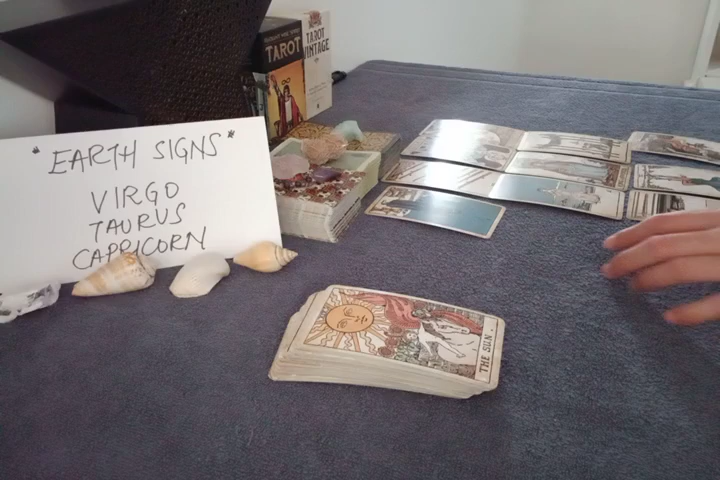 TAROT
TAROT
VINTAGE
* EARTH SIGNS *
VIRGO
TAURUS
CAPRICORN
THE SUN.